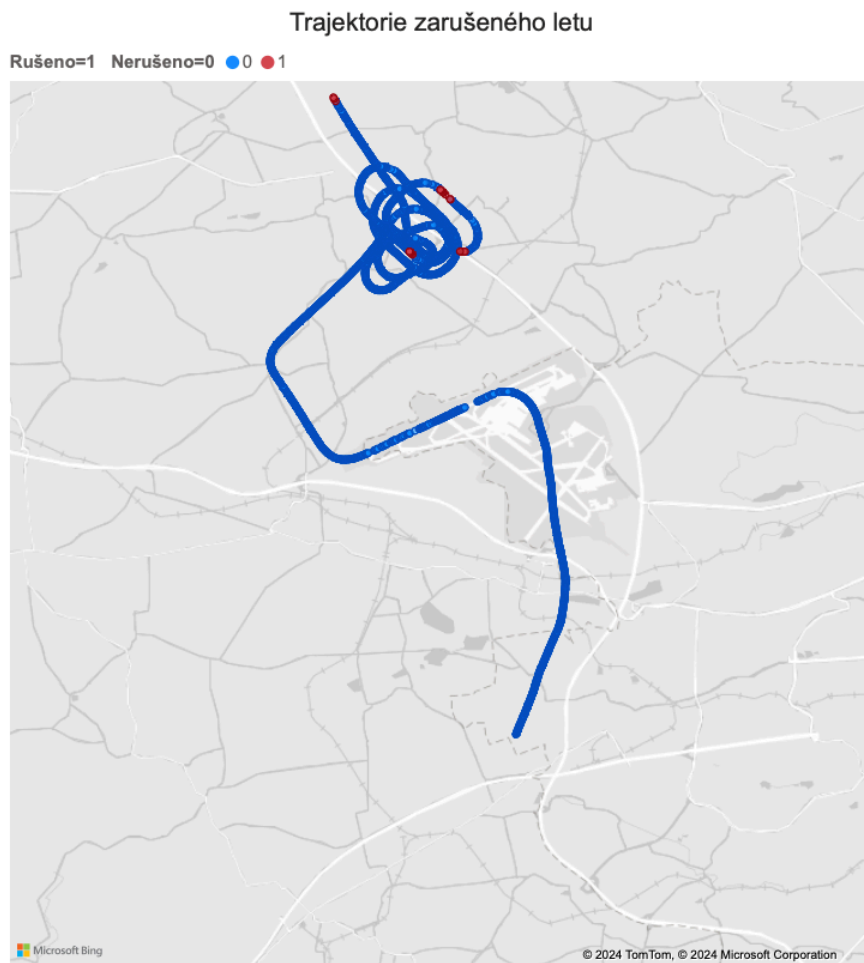 Trajektorie zarušeného letu
Rušeno=1 Nerušeno=0 0 1
Microsoft Bing
© 2024 TomTom, © 2024 Microsoft Corporation